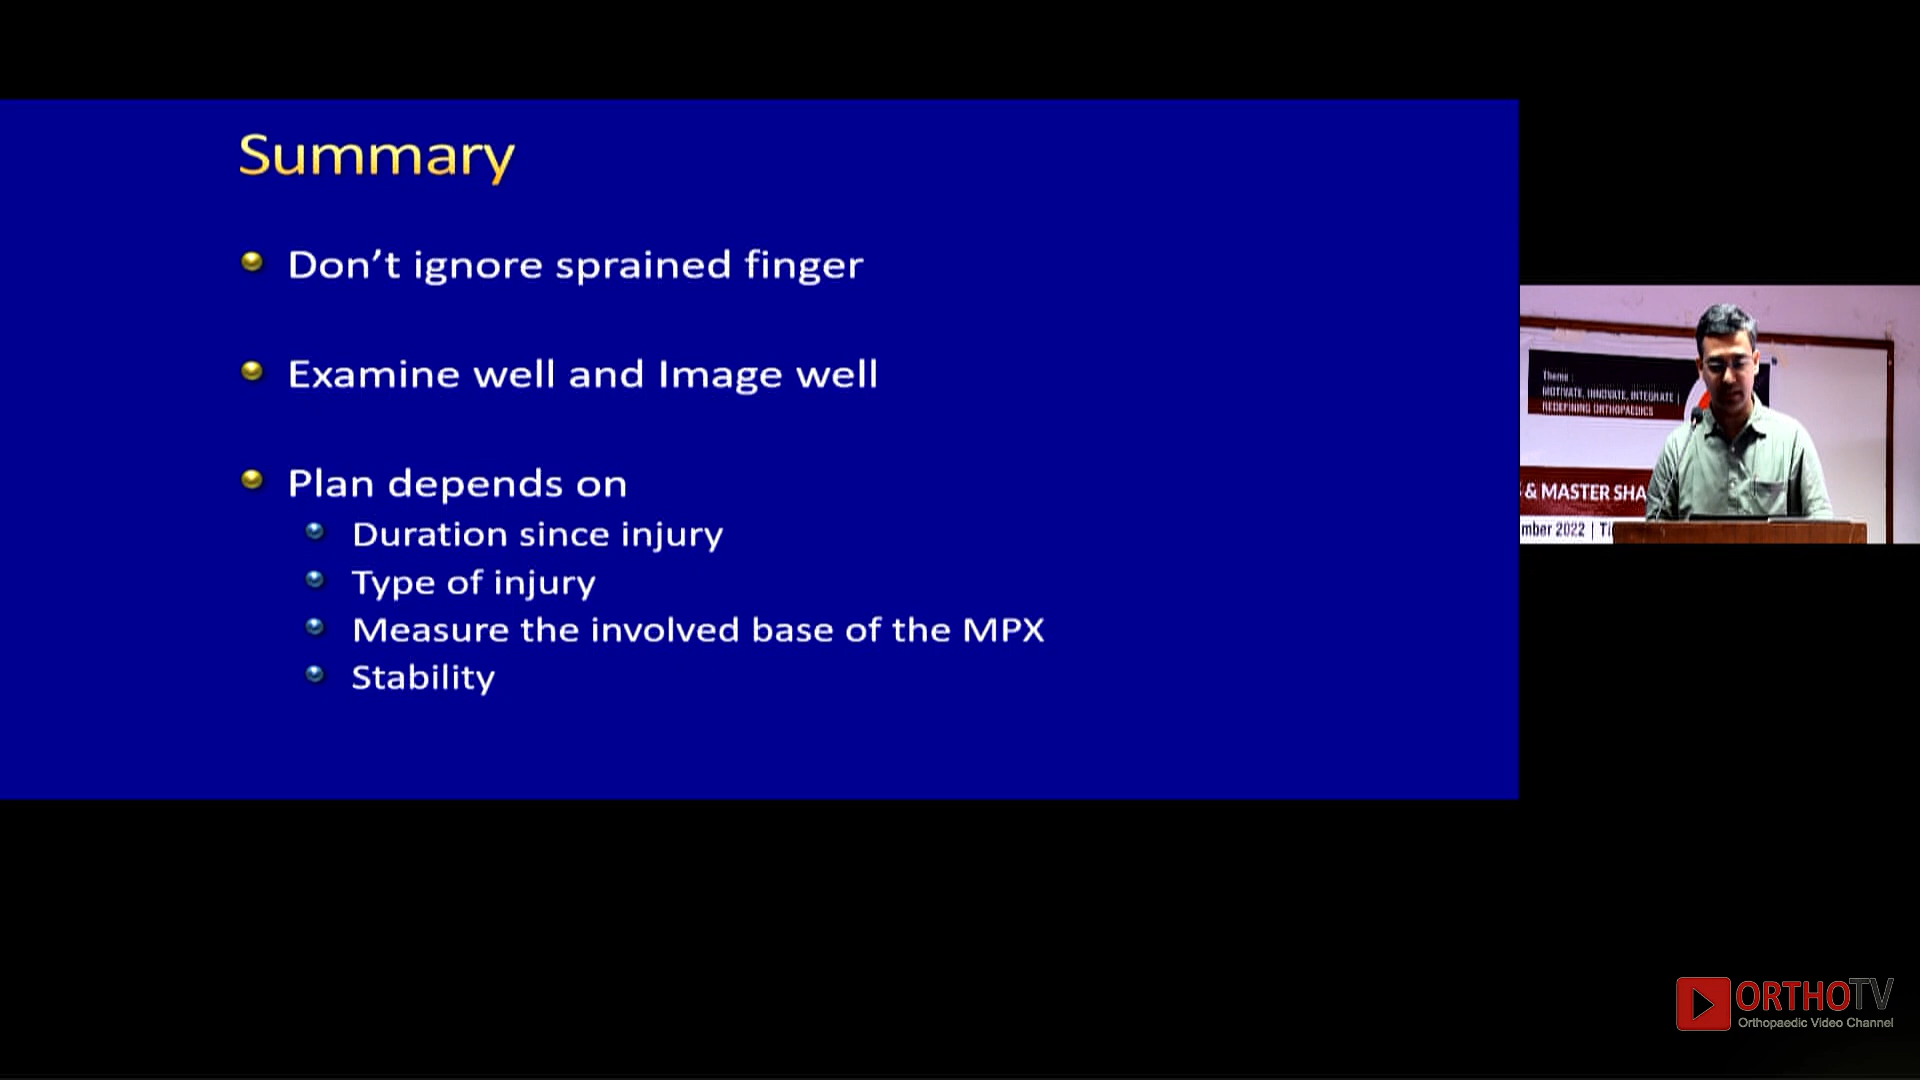 Summary
Don't ignore sprained finger
Examine well and Image well
Plan depends on
Duration since injury
Type of injury
Measure the involved base of the MPX
Stability
Theme :
MOTIVATE, INNOVATE, INTEGRATE |
REDEFINING ORTHOPAEDICS
& MASTER SHA
mber 2022 | Ti
ORTHOTV
Orthopaedic Video Channel